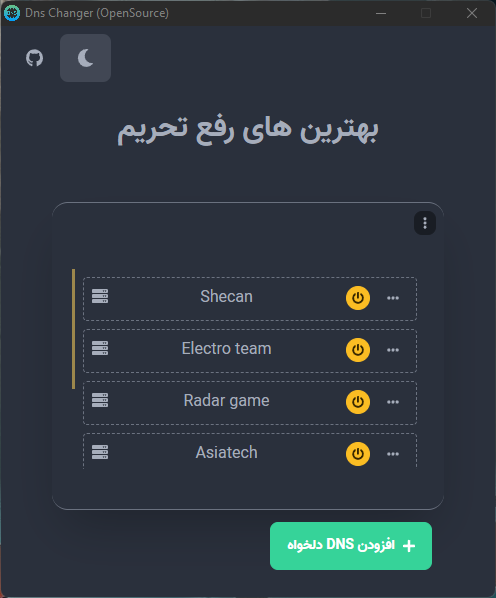 Dns Changer (OpenSource)
بهترین های رفع تحریم
Shecan
Electro team
Radar game
Asiatech
افزودن DNS دلخواه